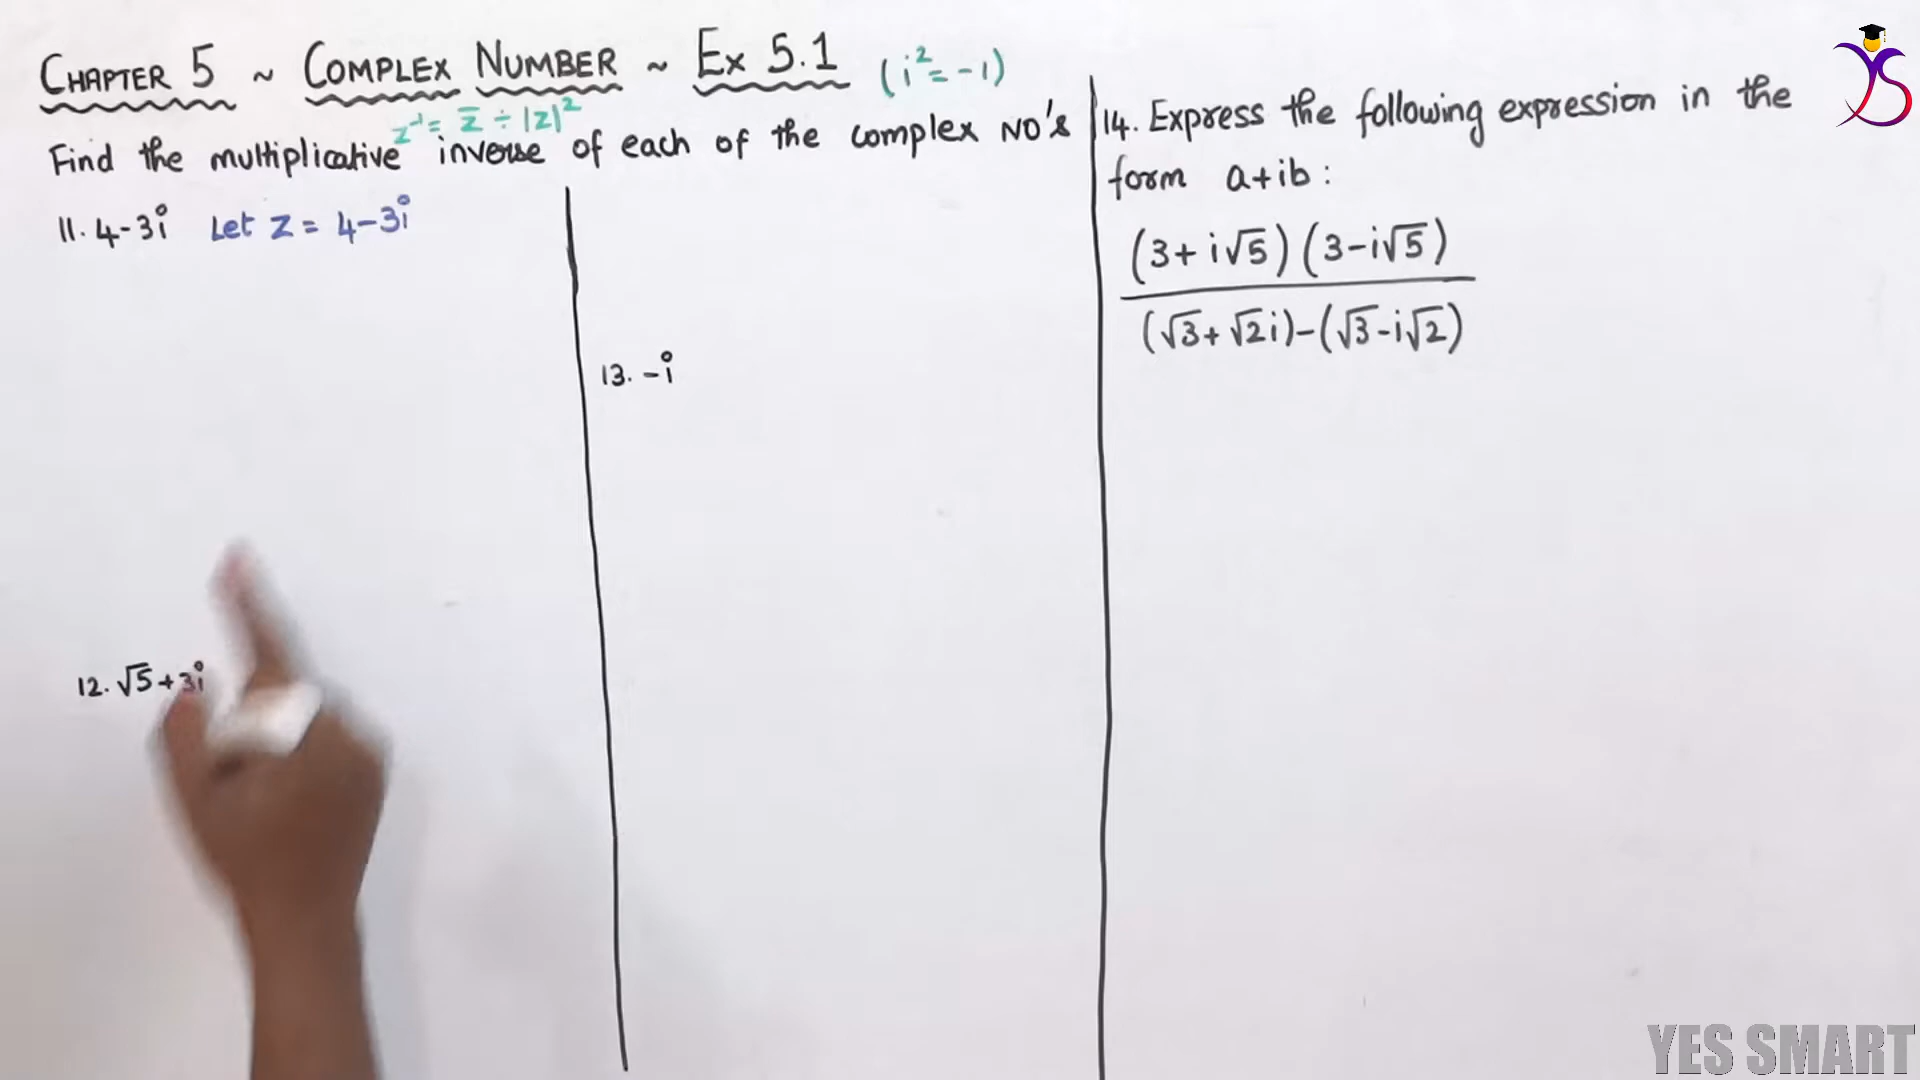 CHAPTER 5 ~ COMPLEX NUMBER ~ Ex 5.1 (i² = -1)
z⁻¹ = z̅ ÷ |z|²
Find the multiplicative inverse of each of the complex NO's
11. 4-3i Let z = 4-3i
12. √5+3i
13. -i
14. Express the following expression in the
form a+ib :
(3+i√5)(3-i√5)
(√3+√2i)-(√3-i√2)
YS
YES SMART